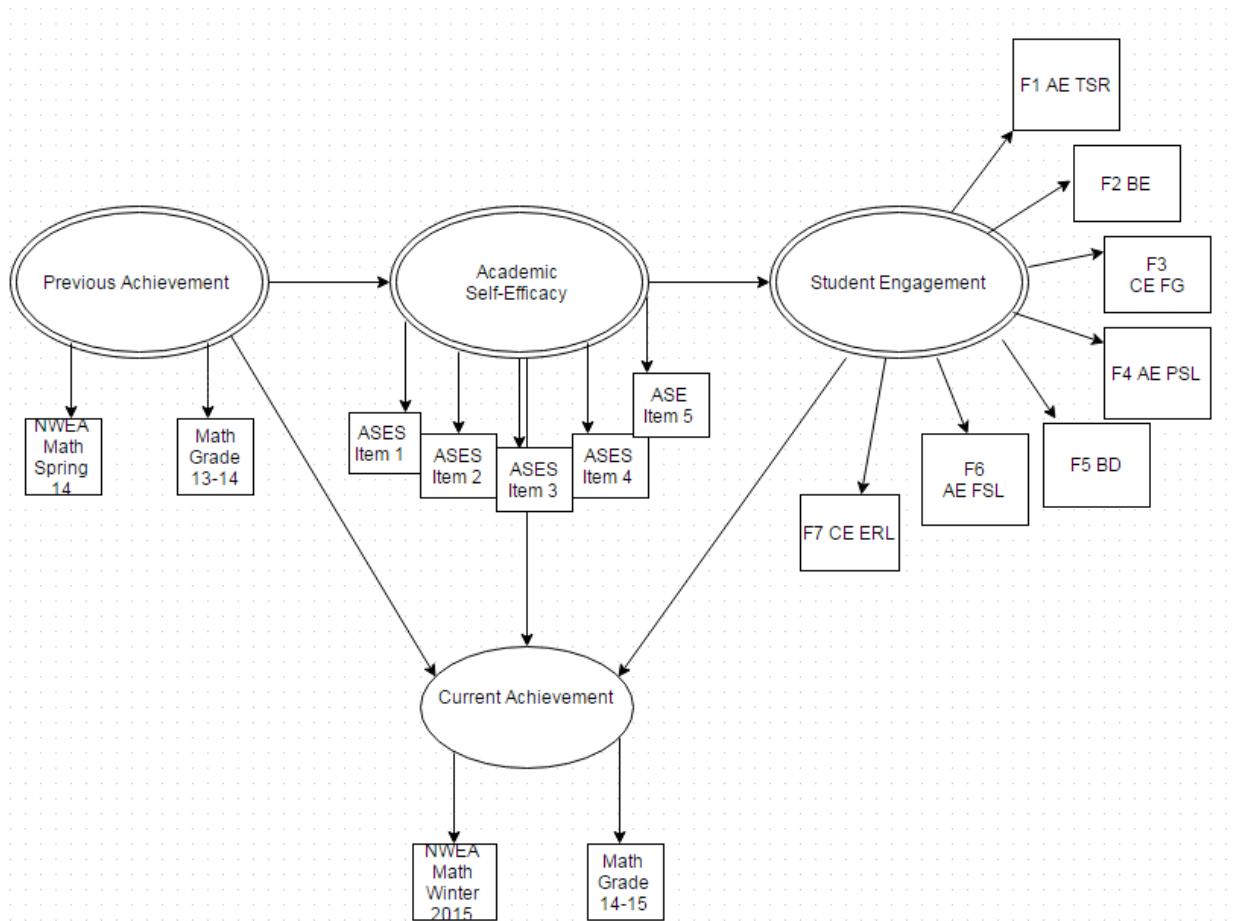 F1 AE TSR
F2 BE
Previous Achievement
Academic
Self-Efficacy
Student Engagement
F3
CE FG
F4 AE PSL
ASE
Item 5
NWEA
Math
Spring
14
Math
Grade
13-14
ASES
Item 1
ASES
Item 2
ASES
Item 3
ASES
Item 4
F5 BD
F6
AE FSL
F7 CE ERL
Current Achievement
NWEA
Math
Winter
2015
Math
Grade
14-15